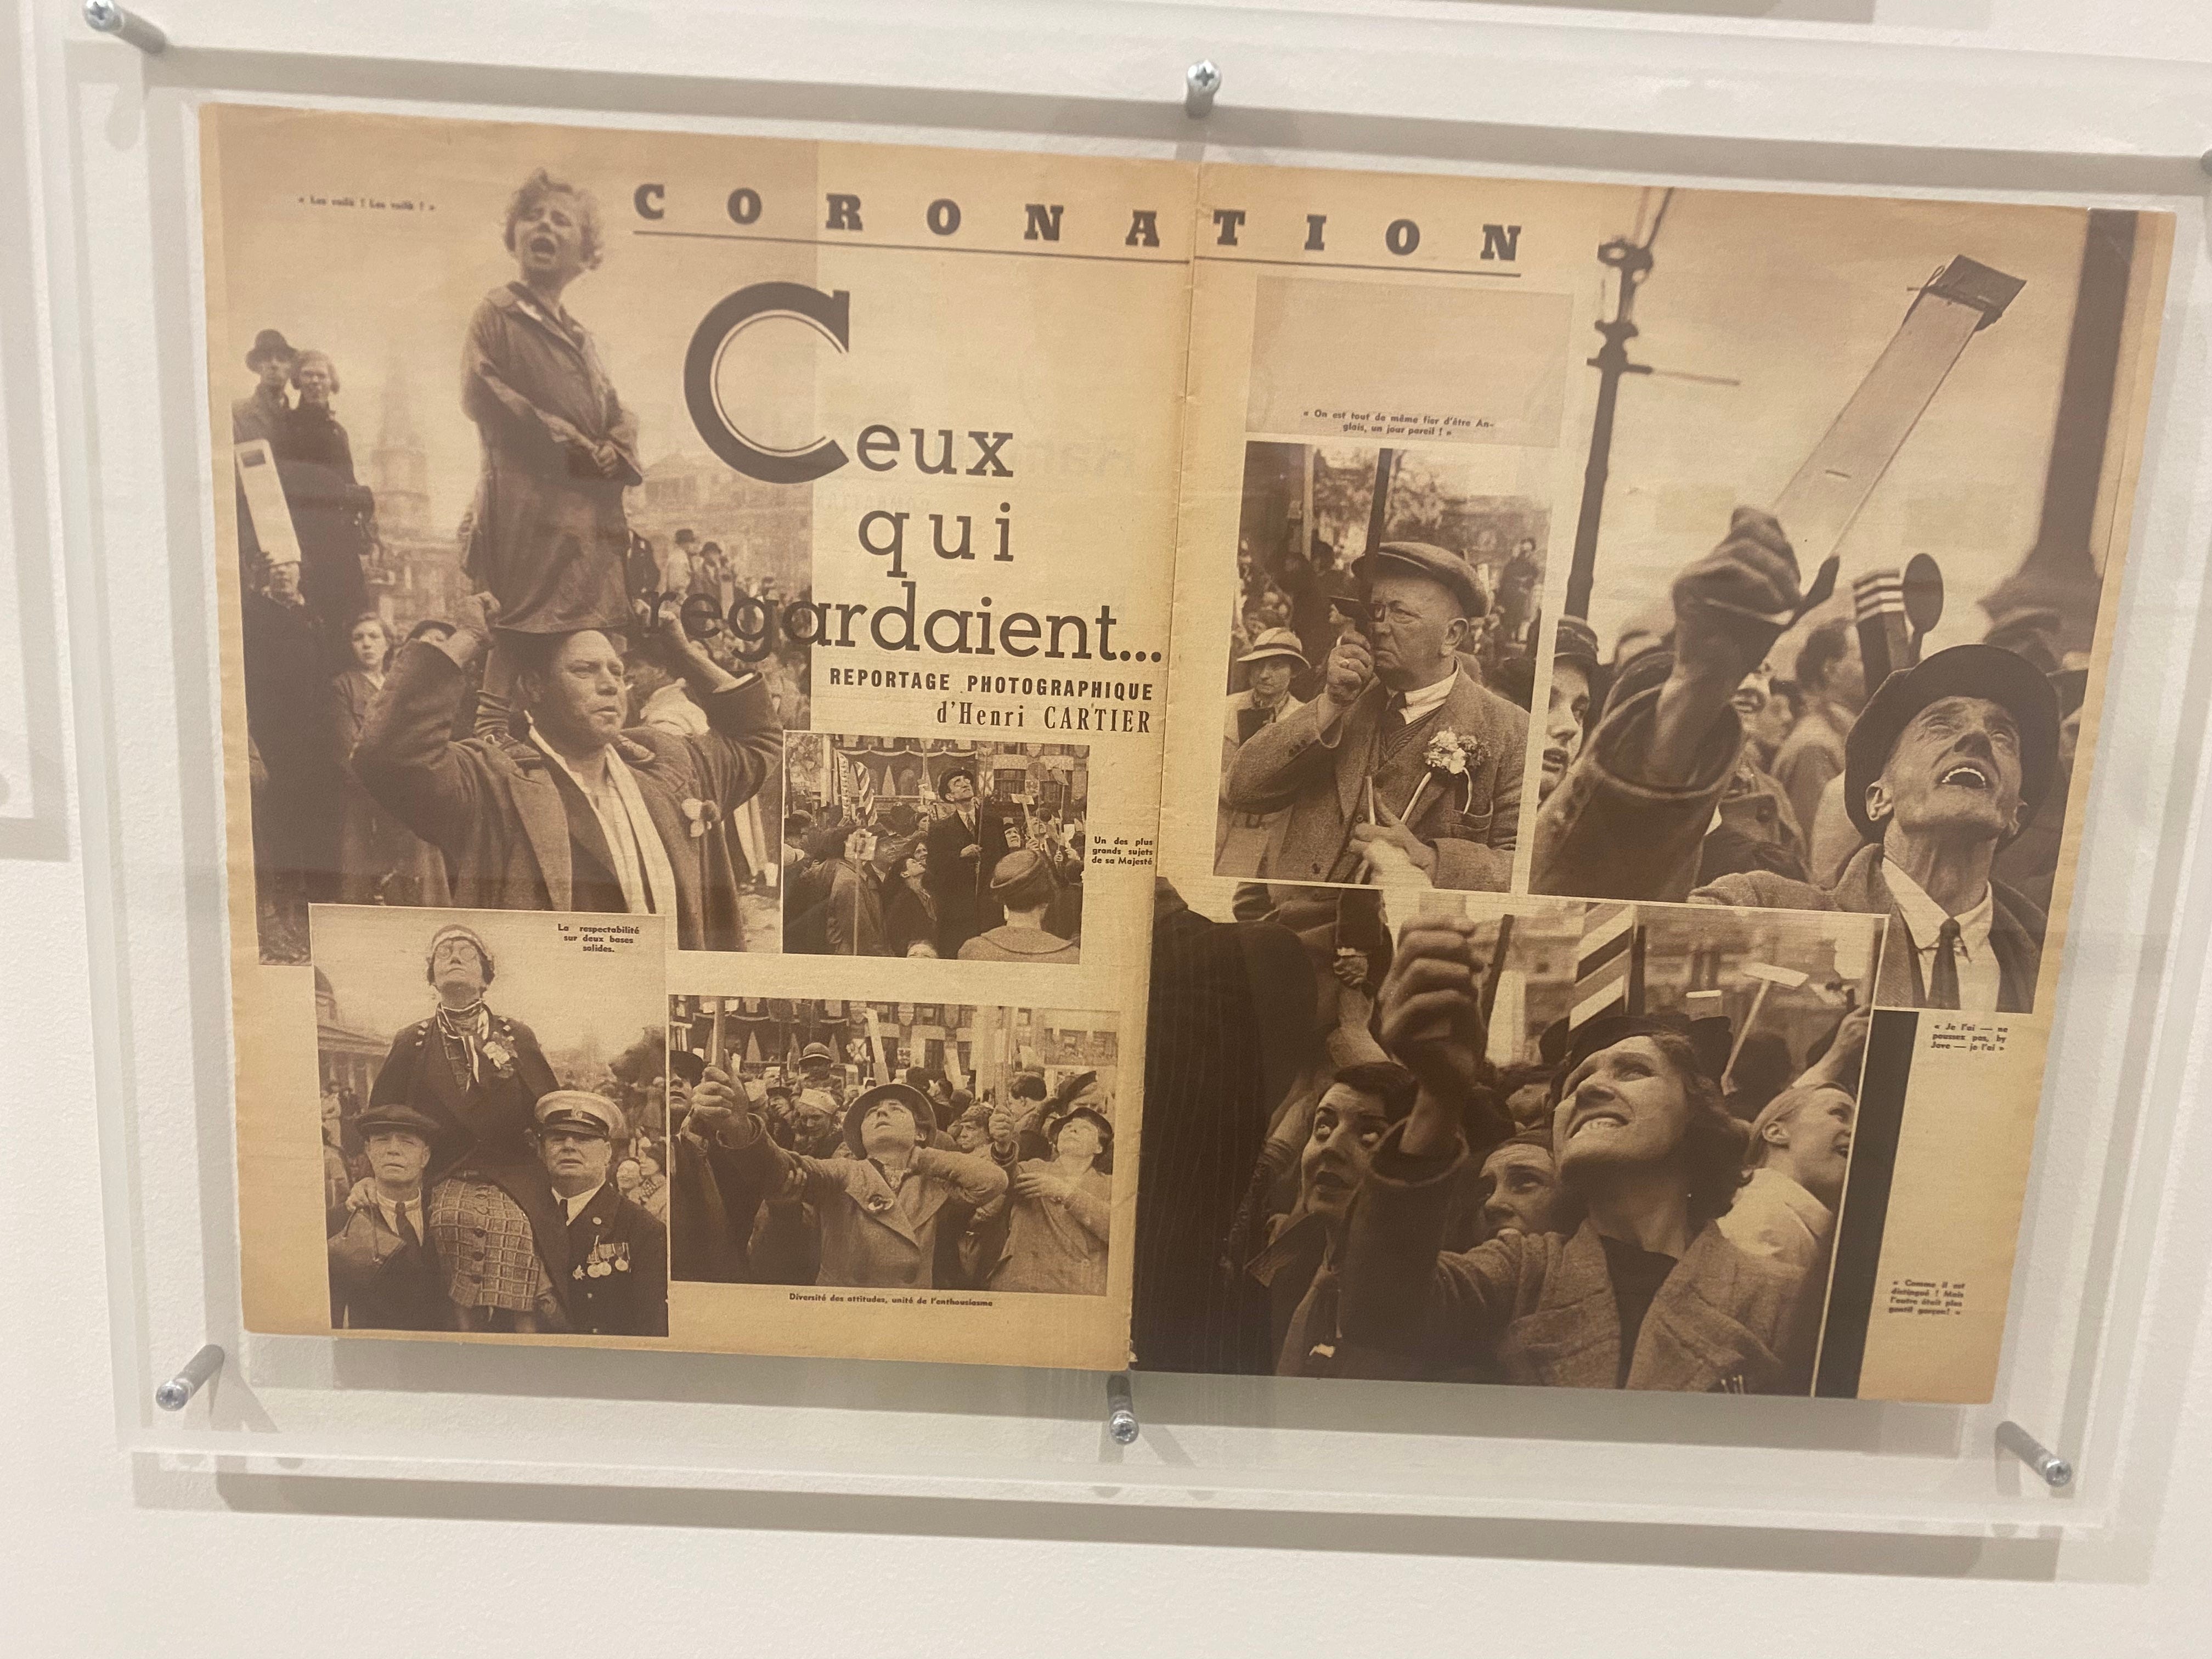 « Les voilà ! Les voilà ! »
CORONATION
Ceux
qui
regardaient...
REPORTAGE PHOTOGRAPHIQUE
d'Henri CARTIER
Un des plus
grands sujets
de sa Majesté
La respectabilité
sur deux bases
solides.
Diversité des attitudes, unité de l'enthousiasme
« On est tout de même fier d'être An-
glais, un jour pareil ! »
« Je l'ai — ne
poussez pas, by
Jove — je l'ai »
« Comme il est
distingué ! Mais
l'autre était plus
gentil garçon! »